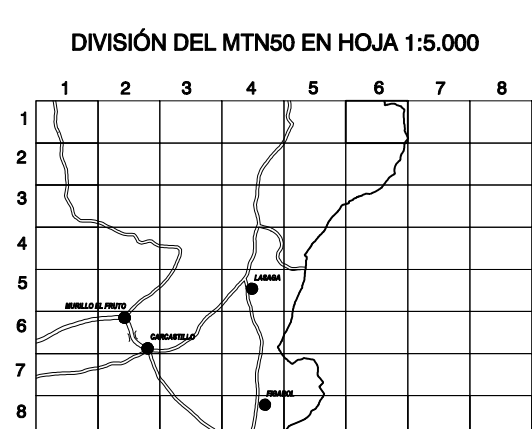 DIVISIÓN DEL MTN50 EN HOJA 1:5.000
1 2 3 4 5 6 7 8
1
2
3
4
5
LASAGA
MURILLO EL FRUTO
6
CARCASTILLO
7
FIGAROL
8